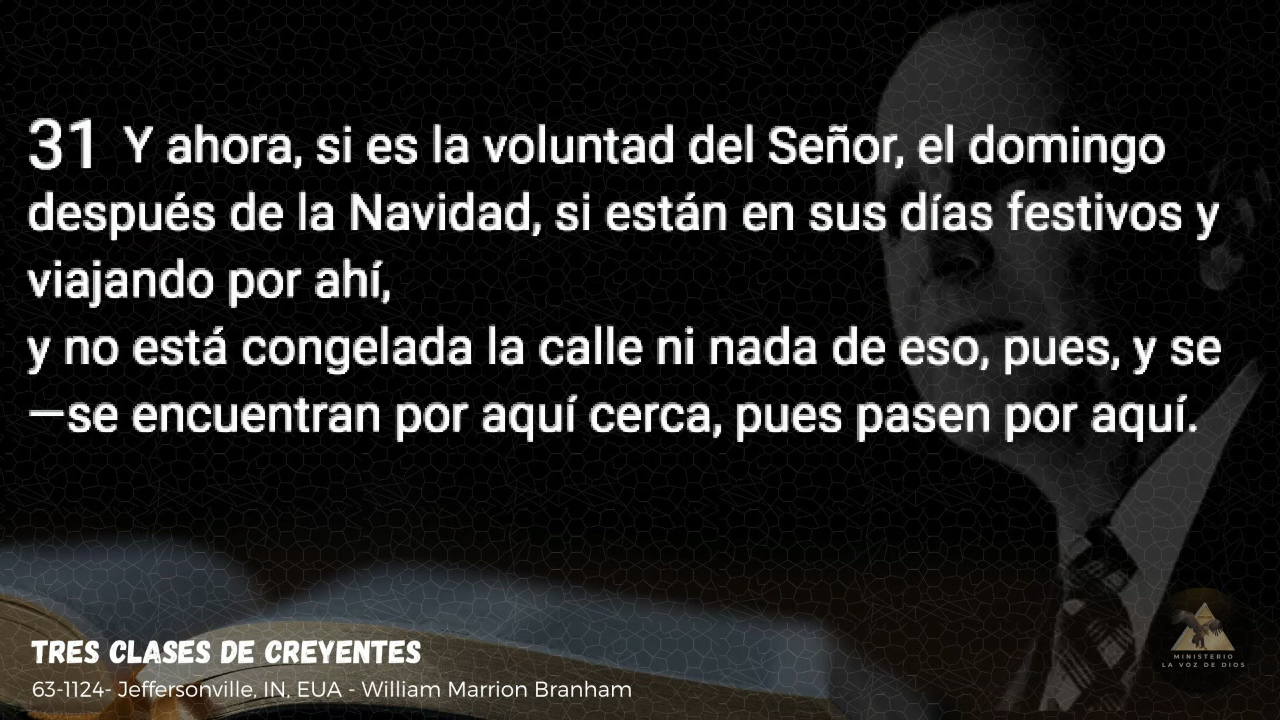 31 Y ahora, si es la voluntad del Señor, el domingo
después de la Navidad, si están en sus días festivos y
viajando por ahí,
y no está congelada la calle ni nada de eso, pues, y se
—se encuentran por aquí cerca, pues pasen por aquí.
TRES CLASES DE CREYENTES
63-1124- Jeffersonville, IN, EUA - William Marrion Branham
MINISTERIO
LA VOZ DE DIOS